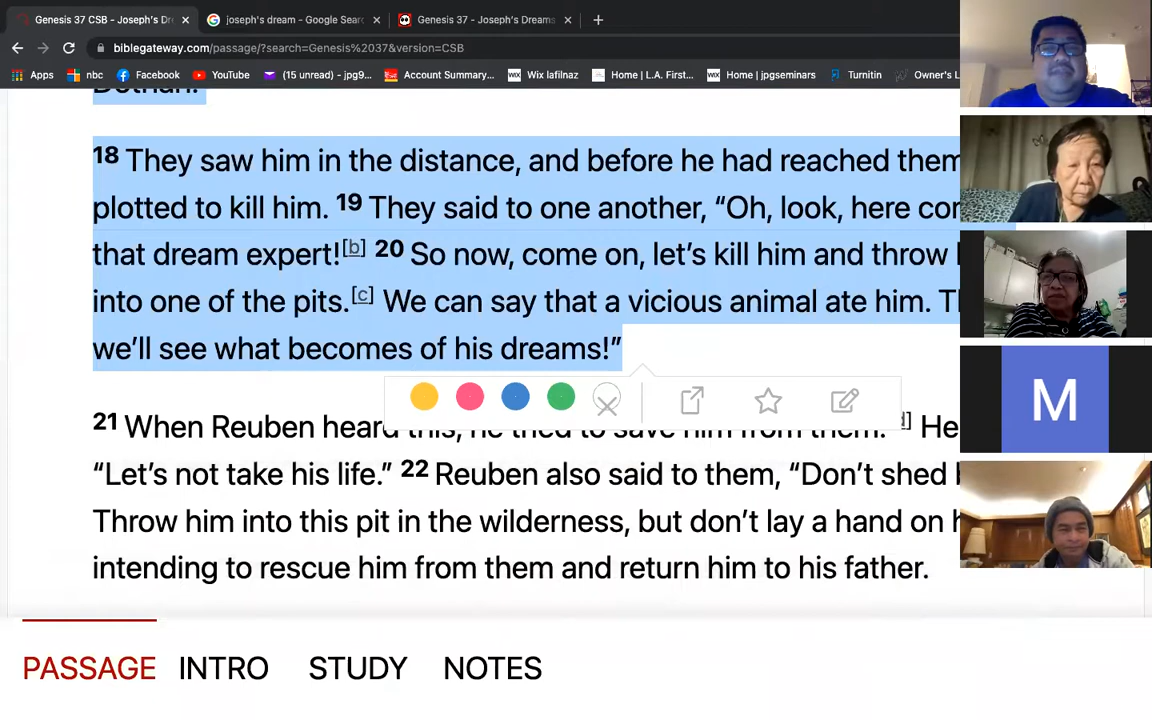 Genesis 37 CSB - Joseph's Dre
joseph's dream - Google Sear
Genesis 37 - Joseph's Dreams
biblegateway.com/passage/?search=Genesis%2037&version=CSB
Apps nbc Facebook YouTube (15 unread) - jpg9... Account Summary... Wix lafilnaz Home | L.A. First... Home | jpgseminars Turnitin Owner's L
18 They saw him in the distance, and before he had reached them
plotted to kill him. 19 They said to one another, “Oh, look, here co
that dream expert![b] 20 So now, come on, let’s kill him and throw
into one of the pits.[c] We can say that a vicious animal ate him. T
we’ll see what becomes of his dreams!”
21 When Reuben heard this, he tried to save him from them.[d] He
“Let’s not take his life.” 22 Reuben also said to them, “Don’t shed
Throw him into this pit in the wilderness, but don’t lay a hand on
intending to rescue him from them and return him to his father.
PASSAGE INTRO STUDY NOTES
M